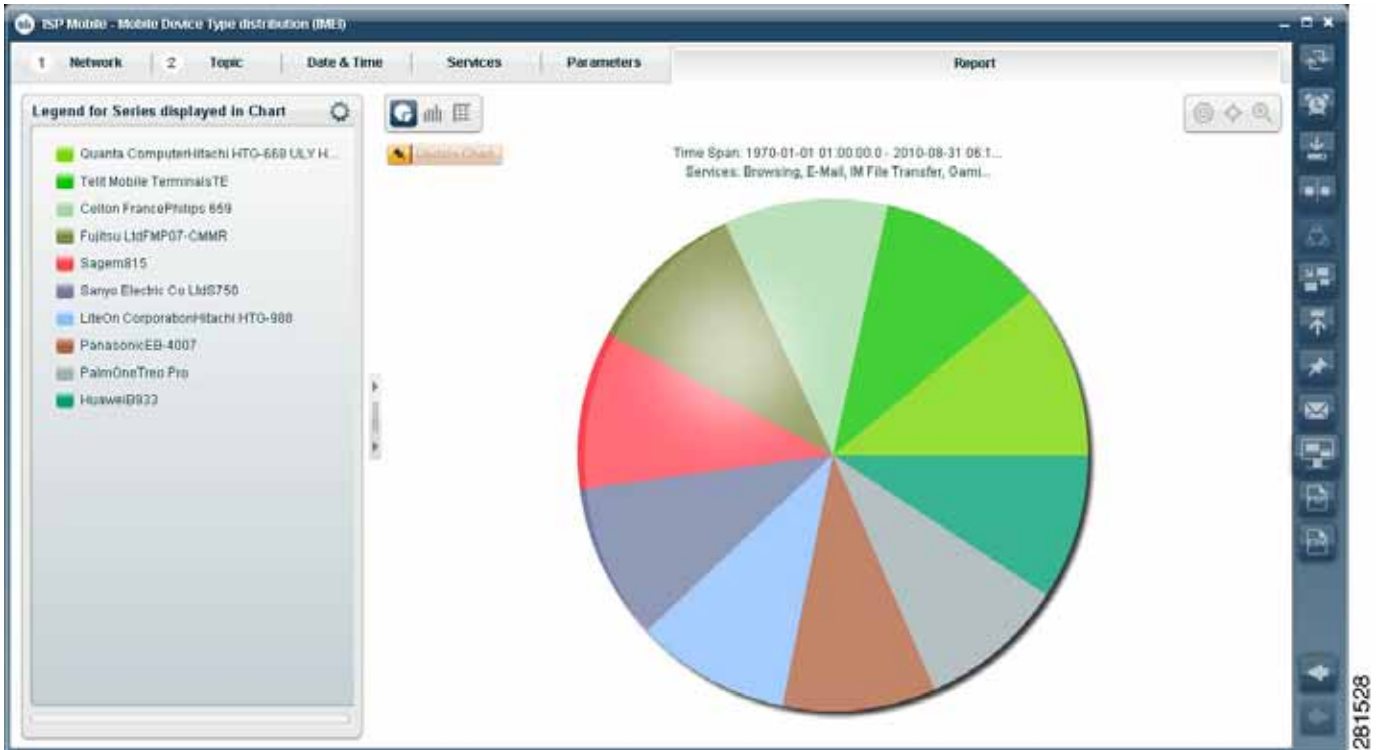 ISP Mobile - Mobile Device Type distribution (IMEI)
1 Network 2 Topic Date & Time Services Parameters Report
Legend for Series displayed in Chart
Quanta ComputerHitachi HTG-668 ULY H...
Telit Mobile TerminalsTE
Cellon FrancePhilips 659
Fujitsu LtdFMP07-CMMR
Sagem815
Sanyo Electric Co LtdS750
LiteOn CorporationHitachi HTG-988
PanasonicEB-4007
PalmOneTreo Pro
HuaweiB933
Update Chart
Time Span: 1970-01-01 01:00:00.0 - 2010-08-31 06:1...
Services: Browsing, E-Mail, IM File Transfer, Gami...
281528